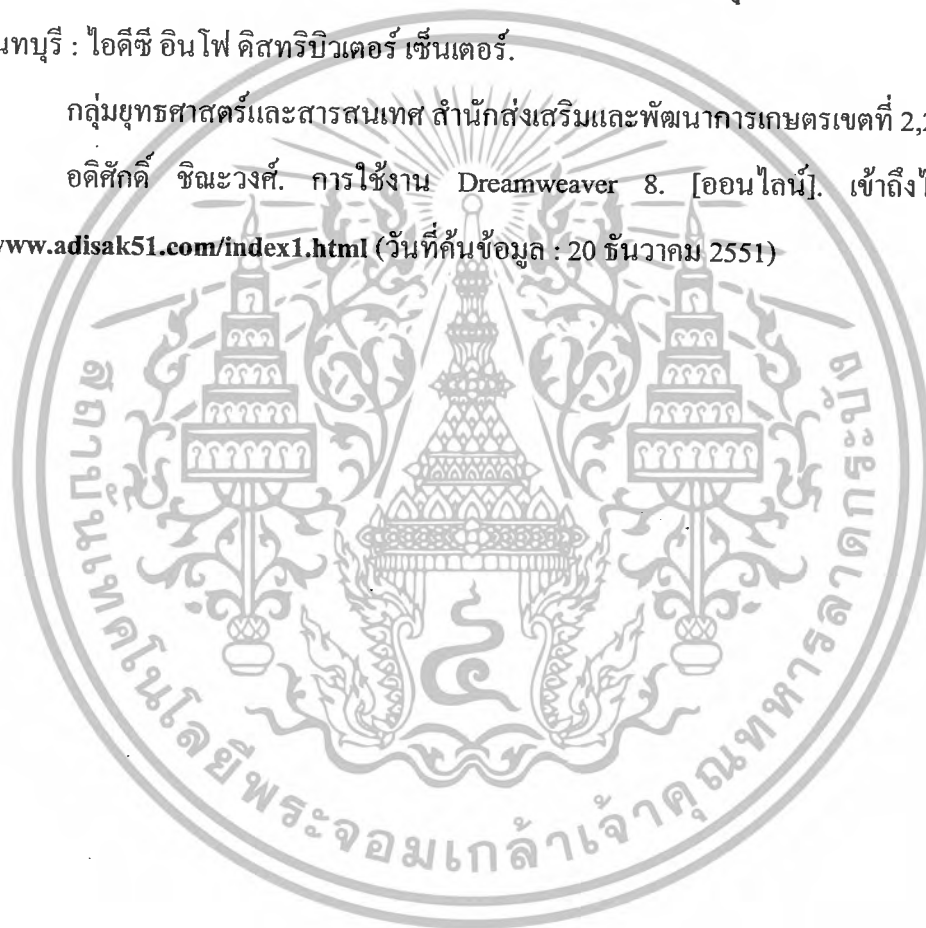 นทบุรี : ไอดีซี อินโฟ ดิสทริบิวเตอร์ เซ็นเตอร์.
กลุ่มยุทธศาสตร์และสารสนเทศ สำนักส่งเสริมและพัฒนาการเกษตรเขตที่ 2,
อดิศักดิ์ ชิณะวงศ์. การใช้งาน Dreamweaver 8. [ออนไลน์]. เข้าถึง
www.adisak51.com/index1.html (วันที่ค้นข้อมูล : 20 ธันวาคม 2551)
สถาบันเทคโนโลยีพระจอมเกล้าเจ้าคุณทหารลาดกระบัง
๔